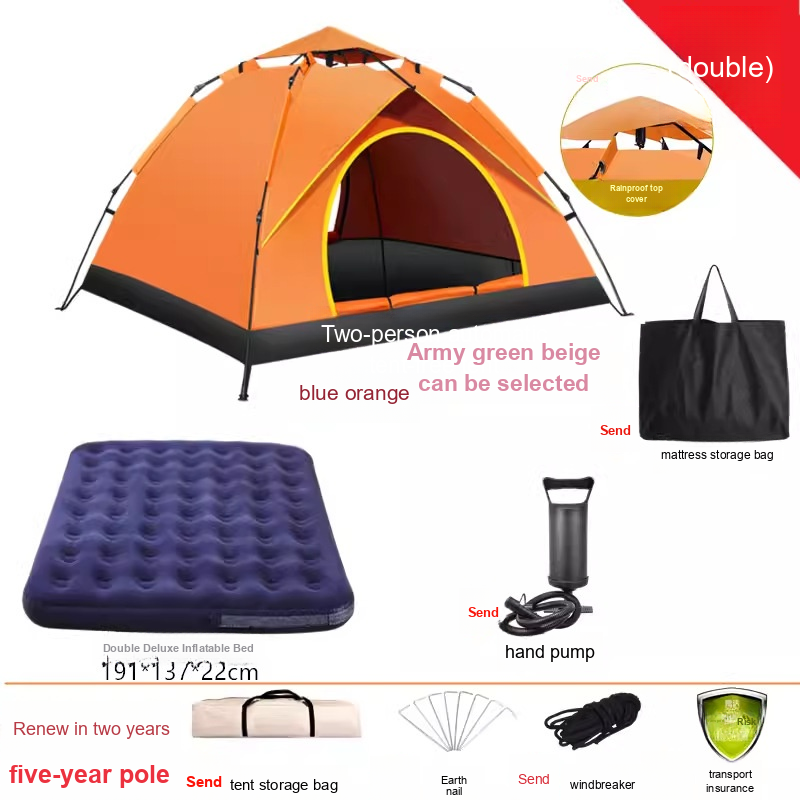 Send
double)
Rainproof top
cover
Two-person
Army green beige
can be selected
blue orange
Send
mattress storage bag
Send
hand pump
Double Deluxe Inflatable Bed
191*137*22cm
Renew in two years
five-year pole
Send
tent storage bag
Earth
nail
Send
windbreaker
Risk
transport
insurance